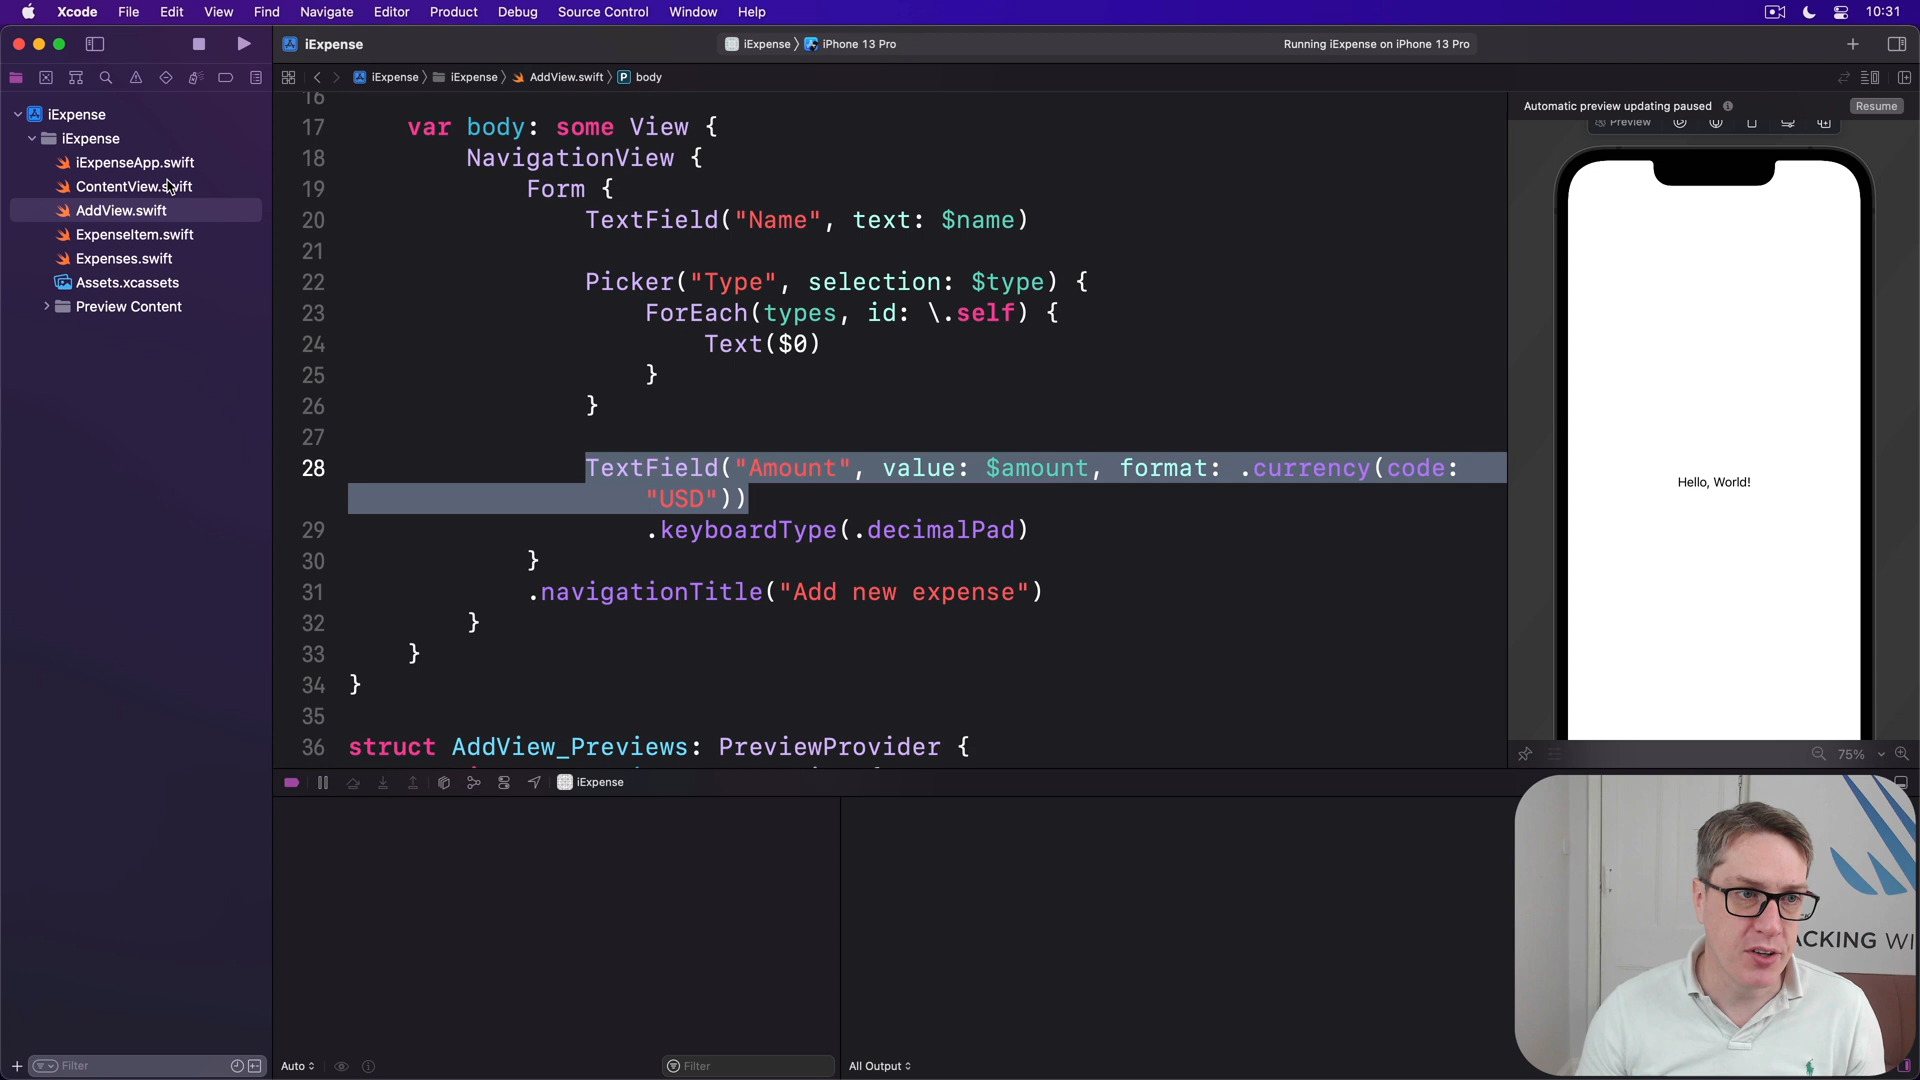 Xcode File Edit View Find Navigate Editor Product Debug Source Control Window Help 10:31
iExpense iExpense iPhone 13 Pro Running iExpense on iPhone 13 Pro
iExpense iExpense AddView.swift P body
Automatic preview updating paused Resume
Preview
iExpense
iExpense
iExpenseApp.swift
ContentView.swift
AddView.swift
ExpenseItem.swift
Expenses.swift
Assets.xcassets
Preview Content
16
17 var body: some View {
18 NavigationView {
19 Form {
20 TextField("Name", text: $name)
21
22 Picker("Type", selection: $type) {
23 ForEach(types, id: \.self) {
24 Text($0)
25 }
26 }
27
28 TextField("Amount", value: $amount, format: .currency(code:
"USD"))
29 .keyboardType(.decimalPad)
30 }
31 .navigationTitle("Add new expense")
32 }
33 }
34 }
35
36 struct AddView_Previews: PreviewProvider {
Hello, World!
75%
iExpense
ACKING WI
Filter
Auto
Filter
All Output